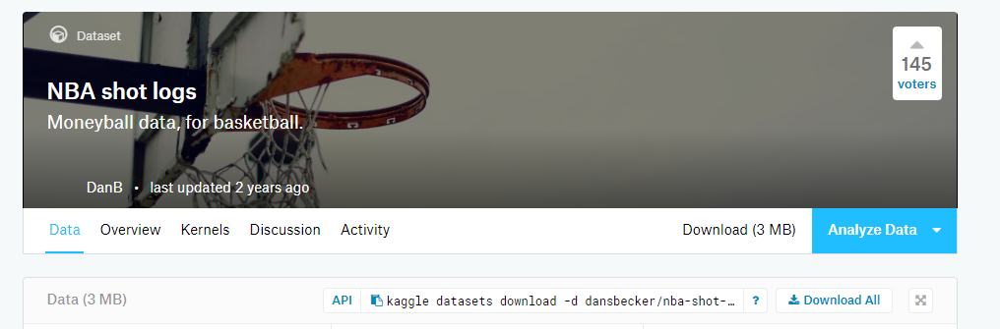 Dataset
NBA shot logs
Moneyball data, for basketball.
145
voters
DanB • last updated 2 years ago
Data Overview Kernels Discussion Activity Download (3 MB) Analyze Data
Data (3 MB) API kaggle datasets download -d dansbecker/nba-shot-… ? Download All